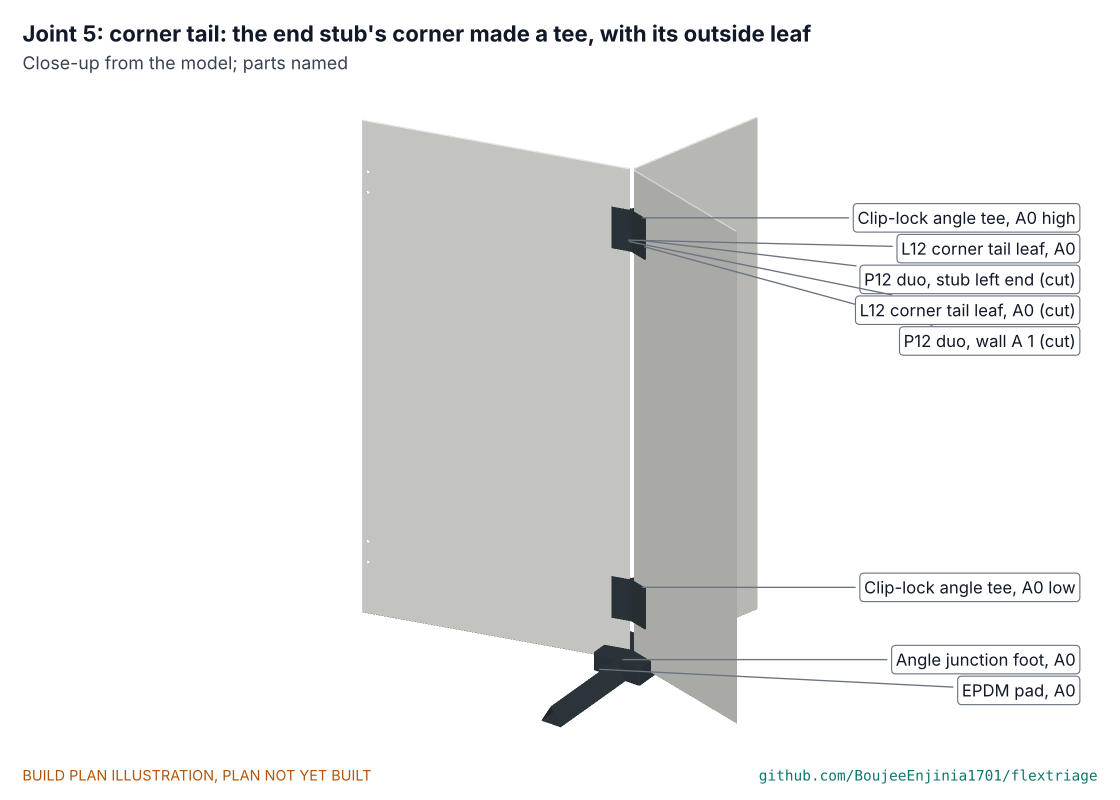 Joint 5: corner tail: the end stub's corner made a tee, with its outside leaf
Close-up from the model; parts named
Clip-lock angle tee, A0 high
L12 corner tail leaf, A0
P12 duo, stub left end (cut)
L12 corner tail leaf, A0 (cut)
P12 duo, wall A 1 (cut)
Clip-lock angle tee, A0 low
Angle junction foot, A0
EPDM pad, A0
BUILD PLAN ILLUSTRATION, PLAN NOT YET BUILT
github.com/BoujeeEnjinia1701/flextriage